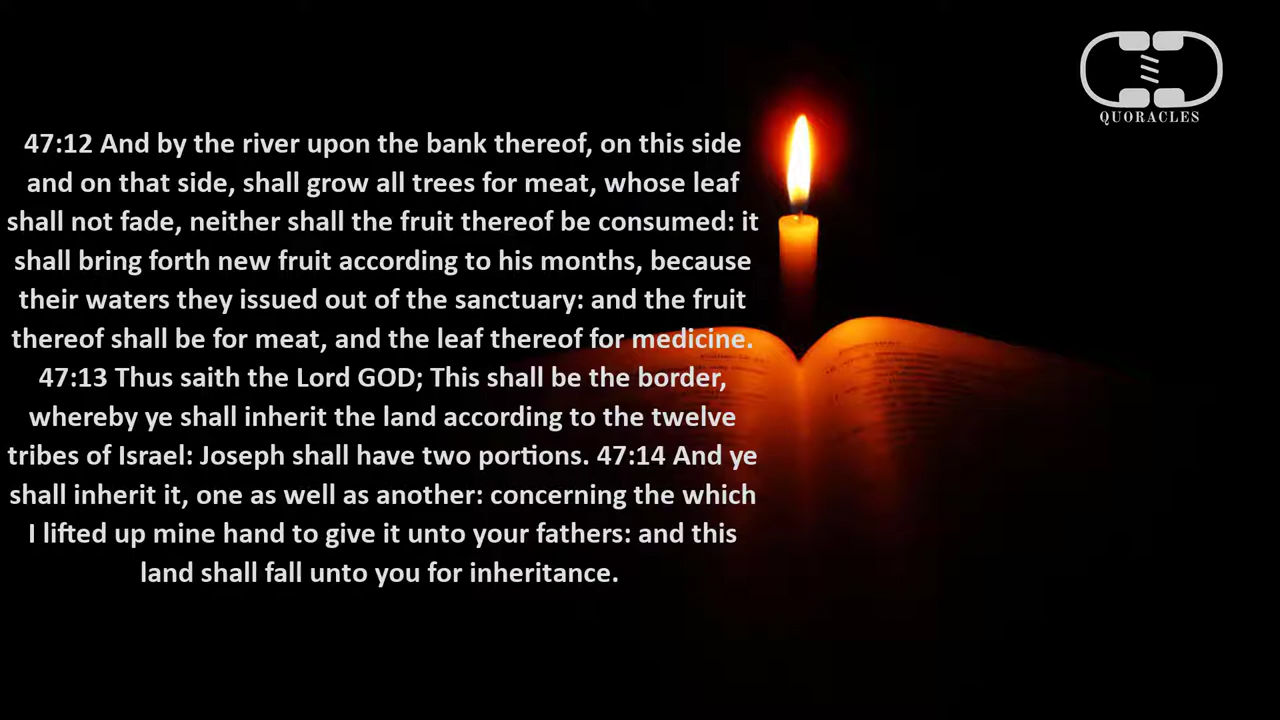 QUORACLES
47:12 And by the river upon the bank thereof, on this side
and on that side, shall grow all trees for meat, whose leaf
shall not fade, neither shall the fruit thereof be consumed: it
shall bring forth new fruit according to his months, because
their waters they issued out of the sanctuary: and the fruit
thereof shall be for meat, and the leaf thereof for medicine.
47:13 Thus saith the Lord GOD; This shall be the border,
whereby ye shall inherit the land according to the twelve
tribes of Israel: Joseph shall have two portions. 47:14 And ye
shall inherit it, one as well as another: concerning the which
I lifted up mine hand to give it unto your fathers: and this
land shall fall unto you for inheritance.